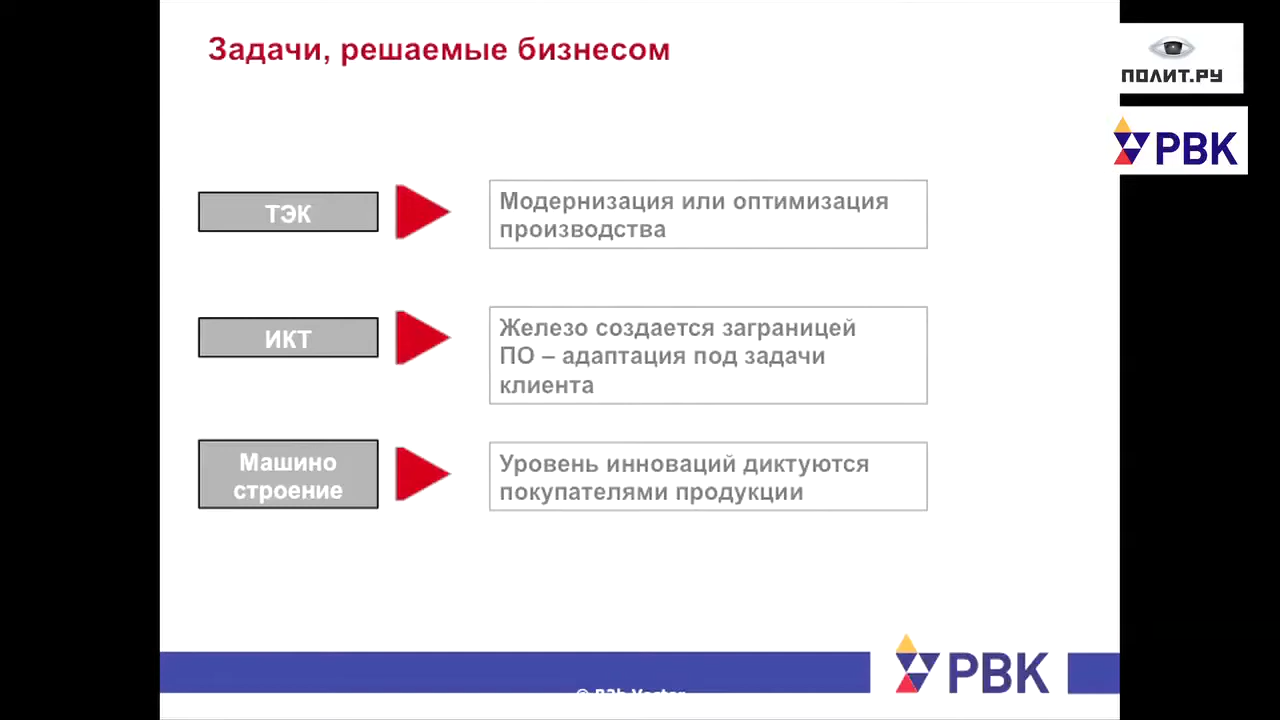 Задачи, решаемые бизнесом
ПОЛИТ.РУ
РВК
ТЭК
Модернизация или оптимизация
производства
ИКТ
Железо создается заграницей
ПО – адаптация под задачи
клиента
Машино
строение
Уровень инноваций диктуются
покупателями продукции
РВК